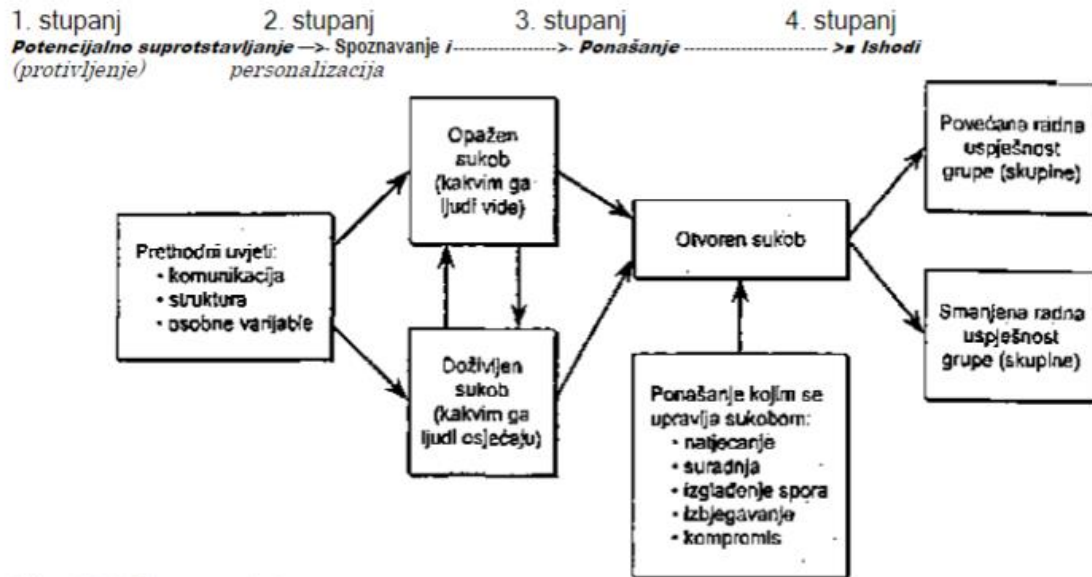 1. stupanj 2. stupanj 3. stupanj 4. stupanj
Potencijalno suprotstavljanje —>- Spoznavanje i ------------------->- Ponašanje ----------------------- >■ Ishodi
(protivljenje) personalizacija
Opažen
sukob
(kakvim ga
ljudi vide)
Povećana radna
uspješnost
grupe (skupine)
Prethodni uvjeti:
• komunikacija
• struktura
• osobne varijable
Otvoren sukob
Doživljen
sukob
(kakvim ga
ljudi osjećaju)
Smanjena radna
uspješnost
grupe (skupine)
Ponašanje kojim se
upravlja sukobom:
• natjecanje
• suradnja
• izglađenje spora
• izbjegavanje
• kompromis